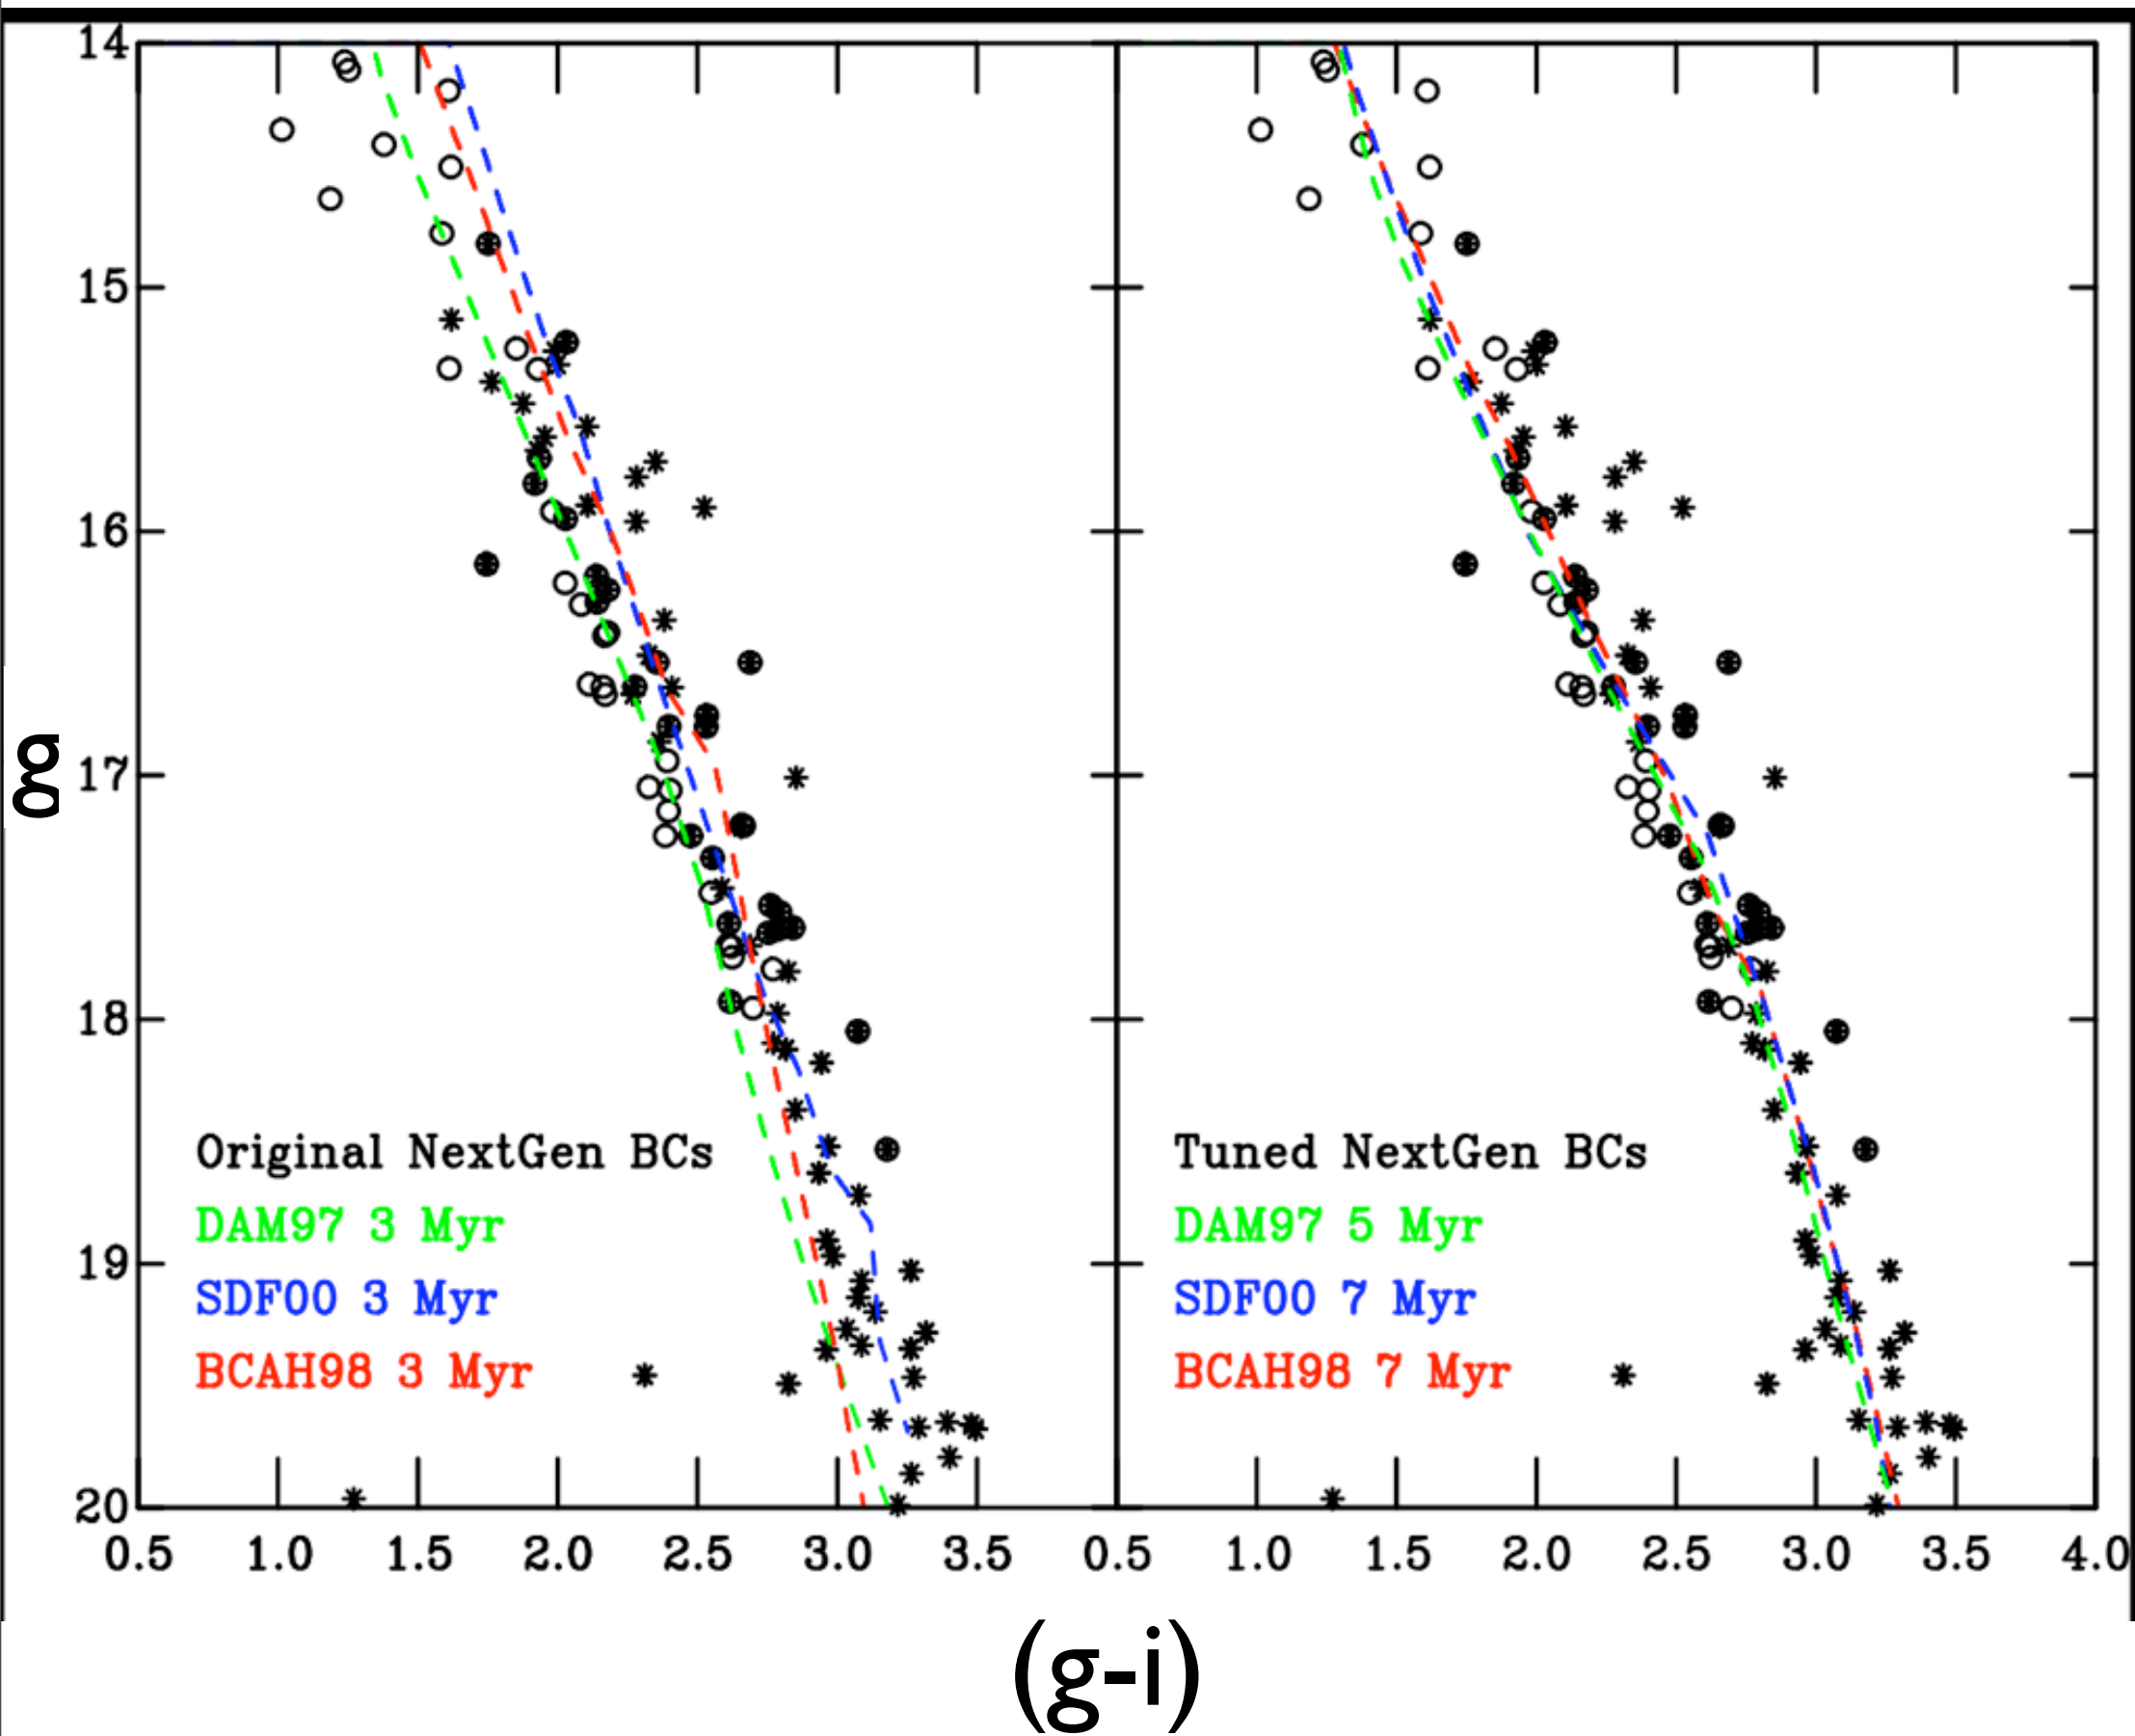 14
15
16
17
18
19
20
g
Original NextGen BCs
DAM97 3 Myr
SDF00 3 Myr
BCAH98 3 Myr
Tuned NextGen BCs
DAM97 5 Myr
SDF00 7 Myr
BCAH98 7 Myr
0.5 1.0 1.5 2.0 2.5 3.0 3.5 0.5 1.0 1.5 2.0 2.5 3.0 3.5 4.0
(g-i)